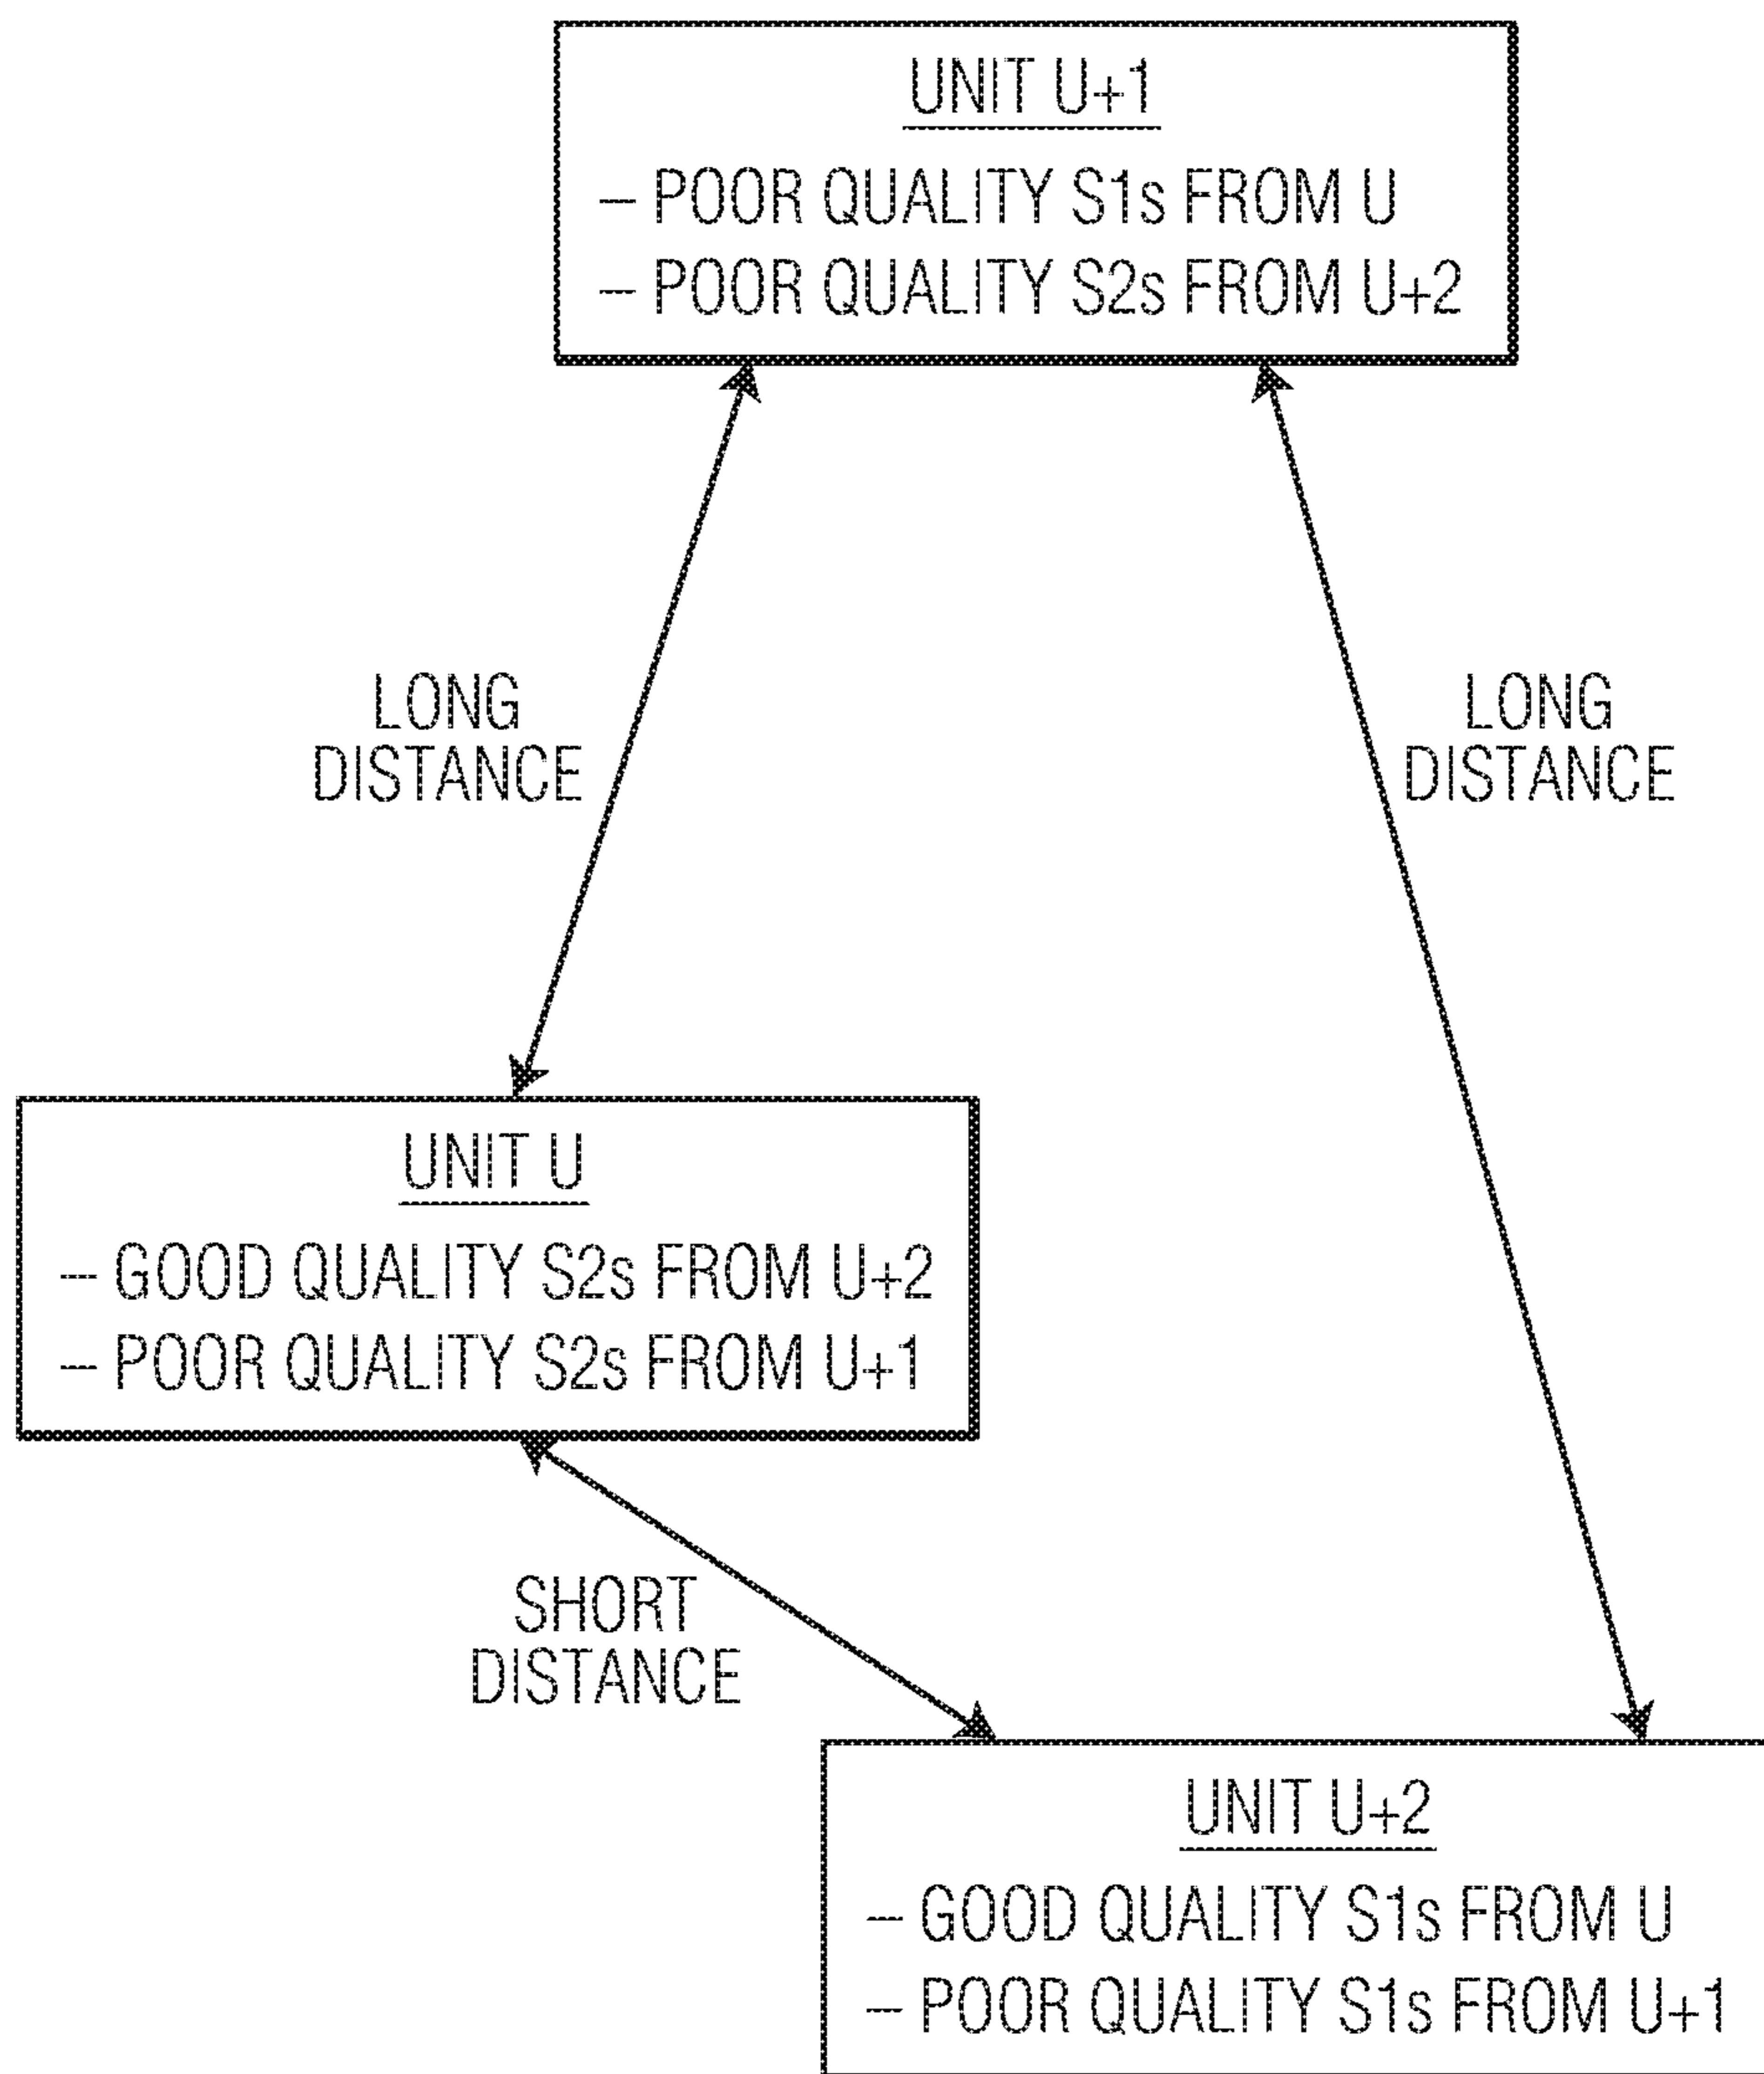 UNIT U+1
– POOR QUALITY S1s FROM U
– POOR QUALITY S2s FROM U+2
LONG
DISTANCE
LONG
DISTANCE
UNIT U
– GOOD QUALITY S2s FROM U+2
– POOR QUALITY S2s FROM U+1
SHORT
DISTANCE
UNIT U+2
– GOOD QUALITY S1s FROM U
– POOR QUALITY S1s FROM U+1